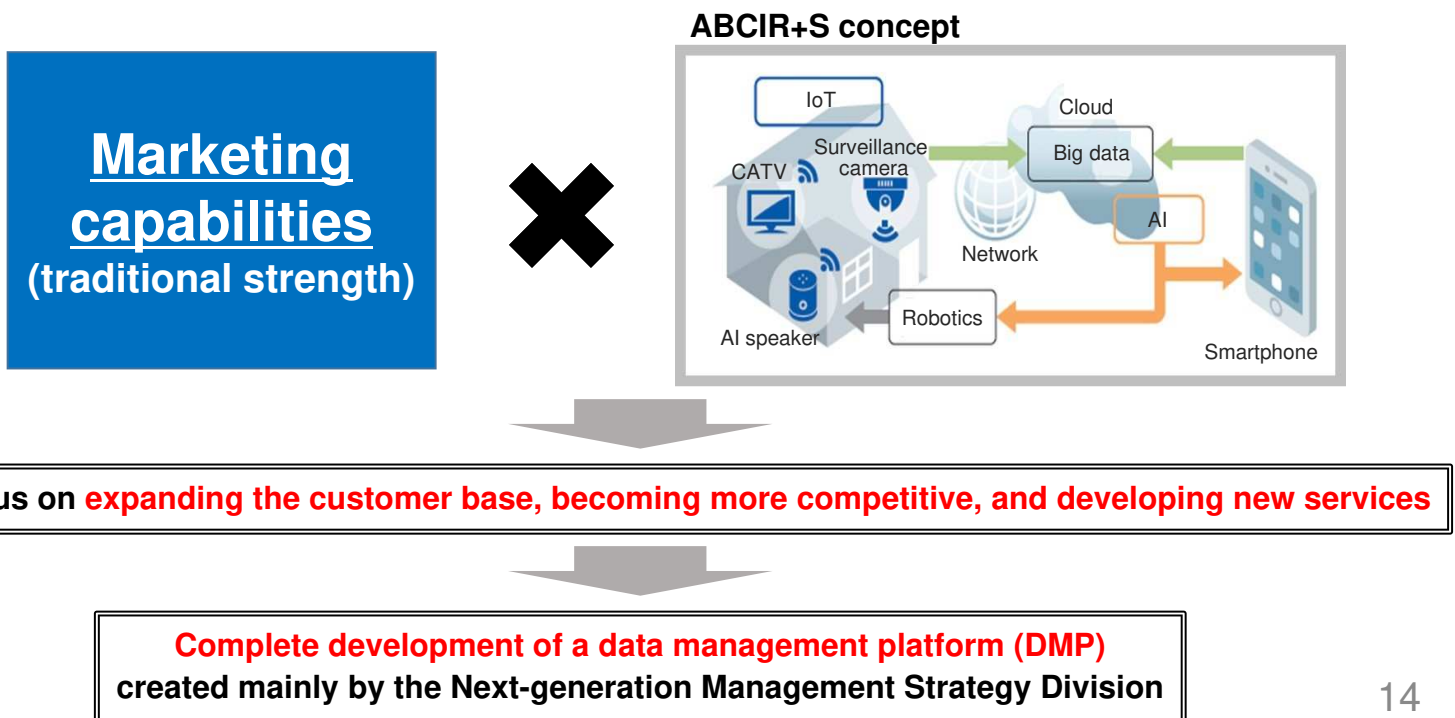 ABCIR+S concept
Marketing
capabilities
(traditional strength)
IoT
Cloud
Surveillance
camera
Big data
CATV
AI
Network
Robotics
AI speaker
Smartphone
us on expanding the customer base, becoming more competitive, and developing new services
Complete development of a data management platform (DMP)
created mainly by the Next-generation Management Strategy Division
14